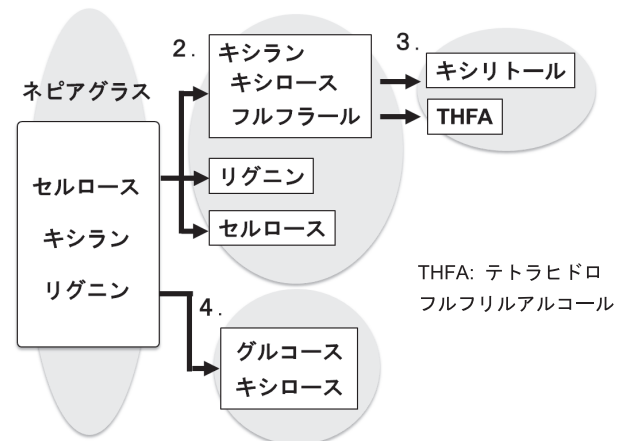 ネピアグラス
セルロース
キシラン
リグニン
2.
キシラン
キシロース
フルフラール
リグニン
セルロース
3.
キシリトール
THFA
THFA: テトラヒドロ
フルフリルアルコール
4.
グルコース
キシロース